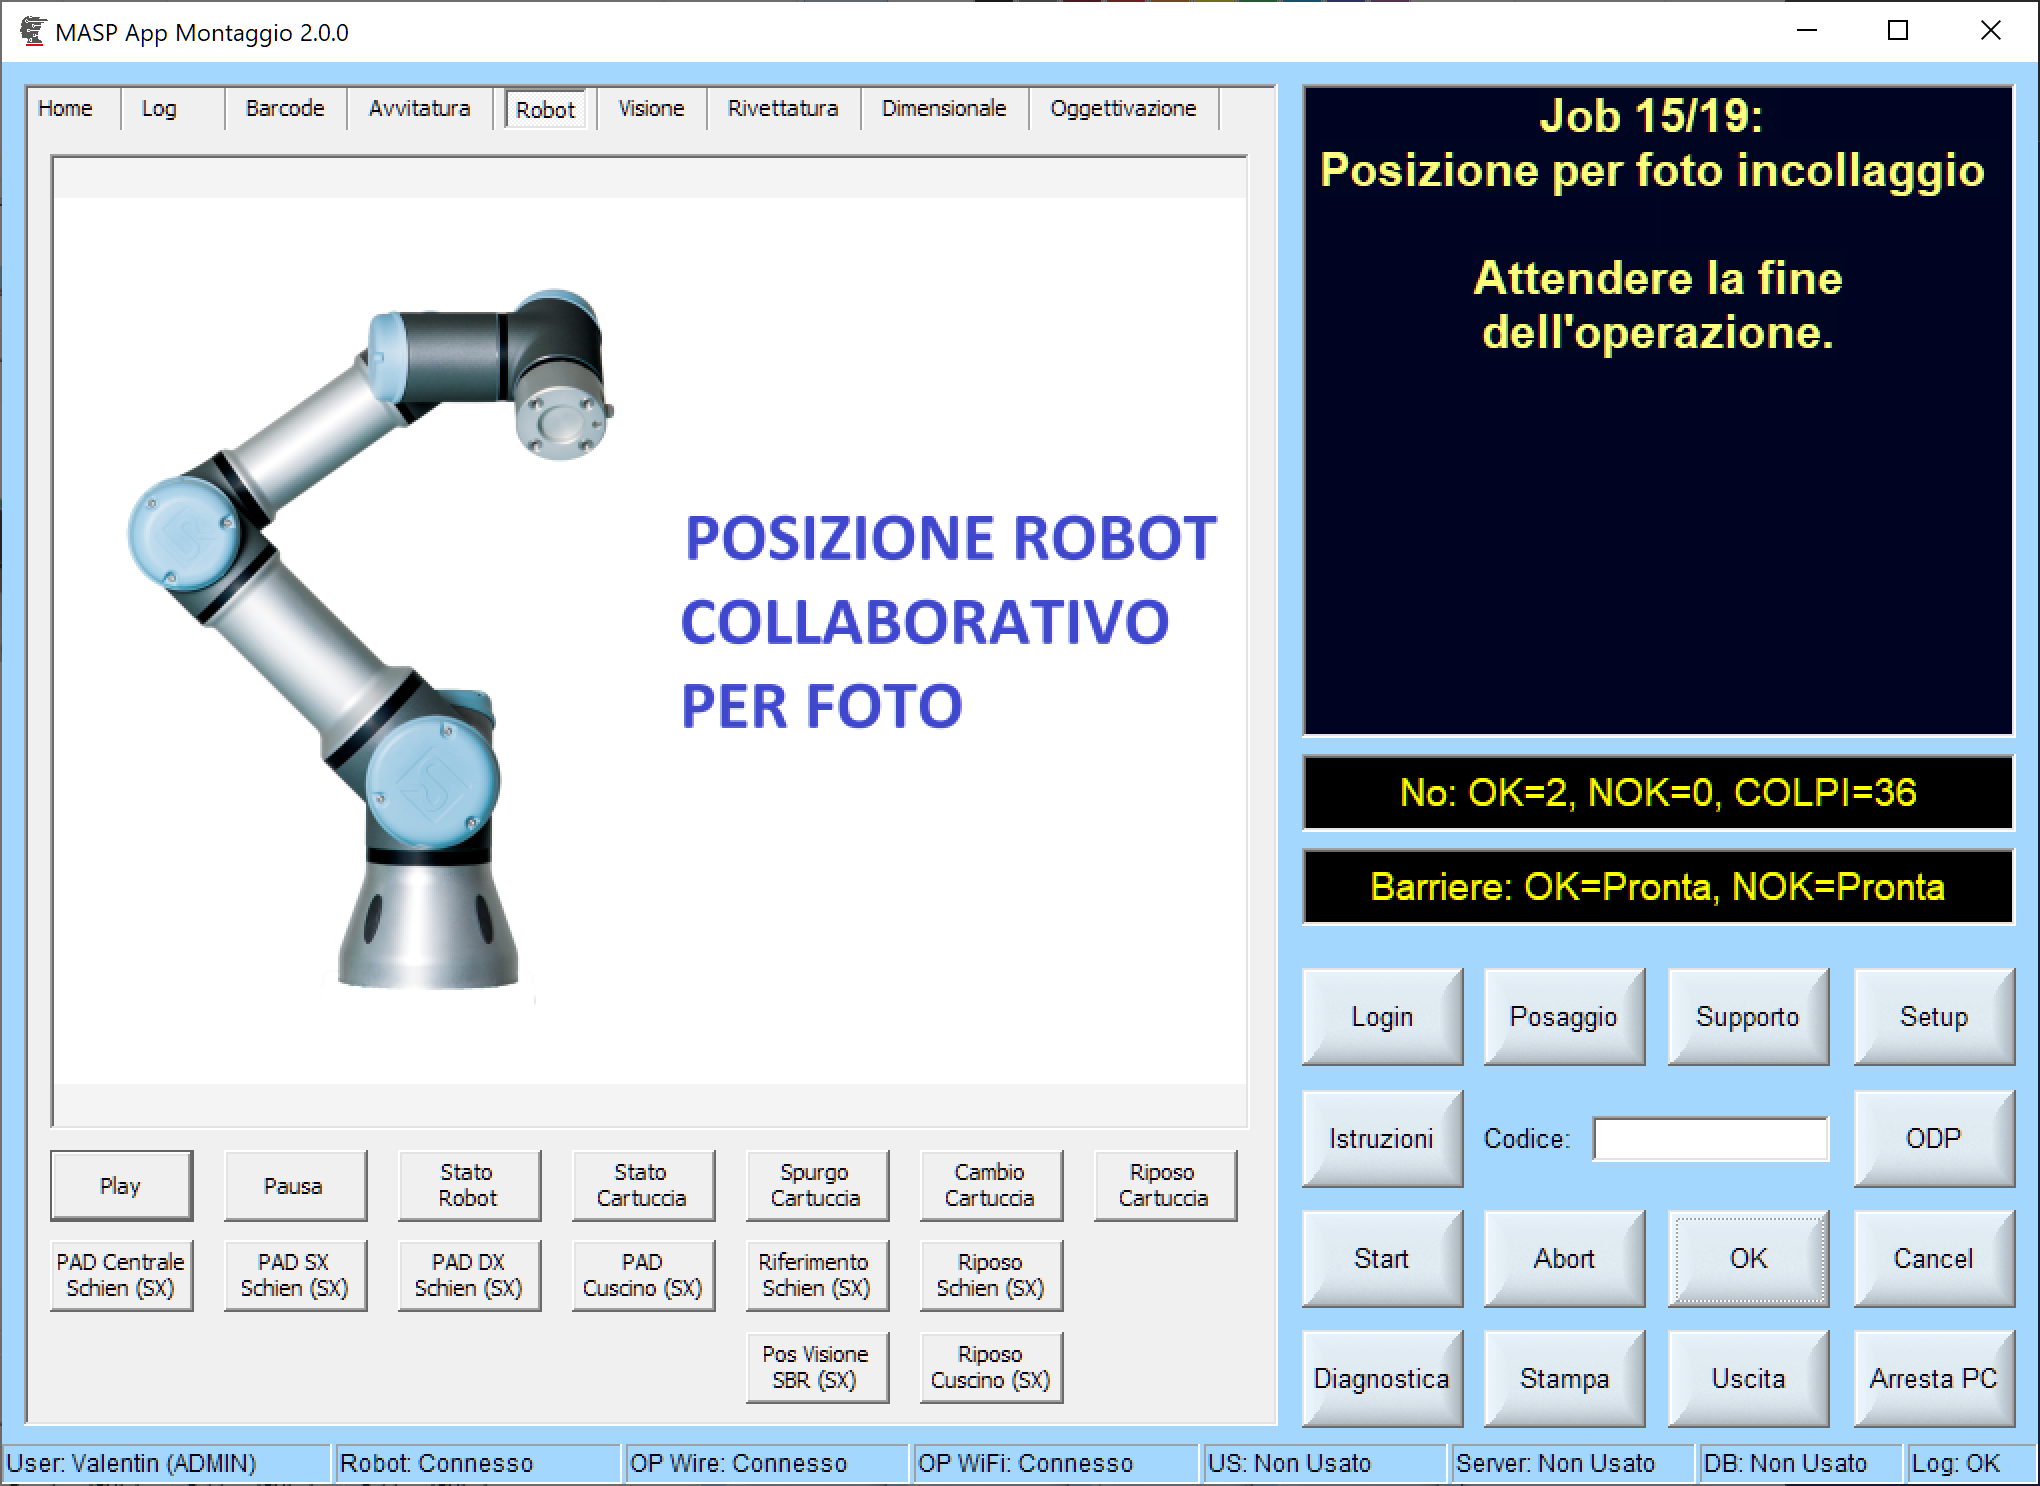 MASP App Montaggio 2.0.0
Home Log Barcode Avvitatura Robot Visione Rivettatura Dimensionale Oggettivazione
POSIZIONE ROBOT
COLLABORATIVO
PER FOTO
Play
Pausa
Stato
Robot
Stato
Cartuccia
Spurgo
Cartuccia
Cambio
Cartuccia
Riposo
Cartuccia
PAD Centrale
Schien (SX)
PAD SX
Schien (SX)
PAD DX
Schien (SX)
PAD
Cuscino (SX)
Riferimento
Schien (SX)
Riposo
Schien (SX)
Pos Visione
SBR (SX)
Riposo
Cuscino (SX)
Job 15/19:
Posizione per foto incollaggio
Attendere la fine
dell'operazione.
No: OK=2, NOK=0, COLPI=36
Barriere: OK=Pronta, NOK=Pronta
Login Posaggio Supporto Setup
Istruzioni Codice: ODP
Start Abort OK Cancel
Diagnostica Stampa Uscita Arresta PC
User: Valentin (ADMIN) Robot: Connesso OP Wire: Connesso OP WiFi: Connesso US: Non Usato Server: Non Usato DB: Non Usato Log: OK